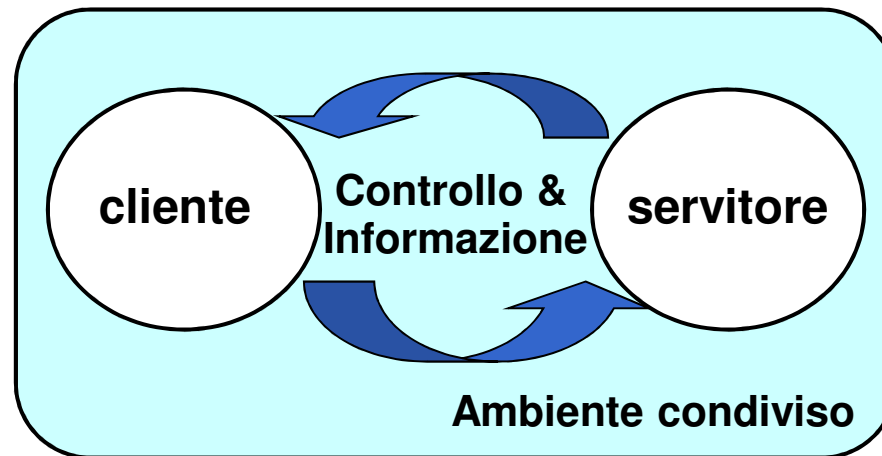 cliente
Controllo &
Informazione
servitore
Ambiente condiviso